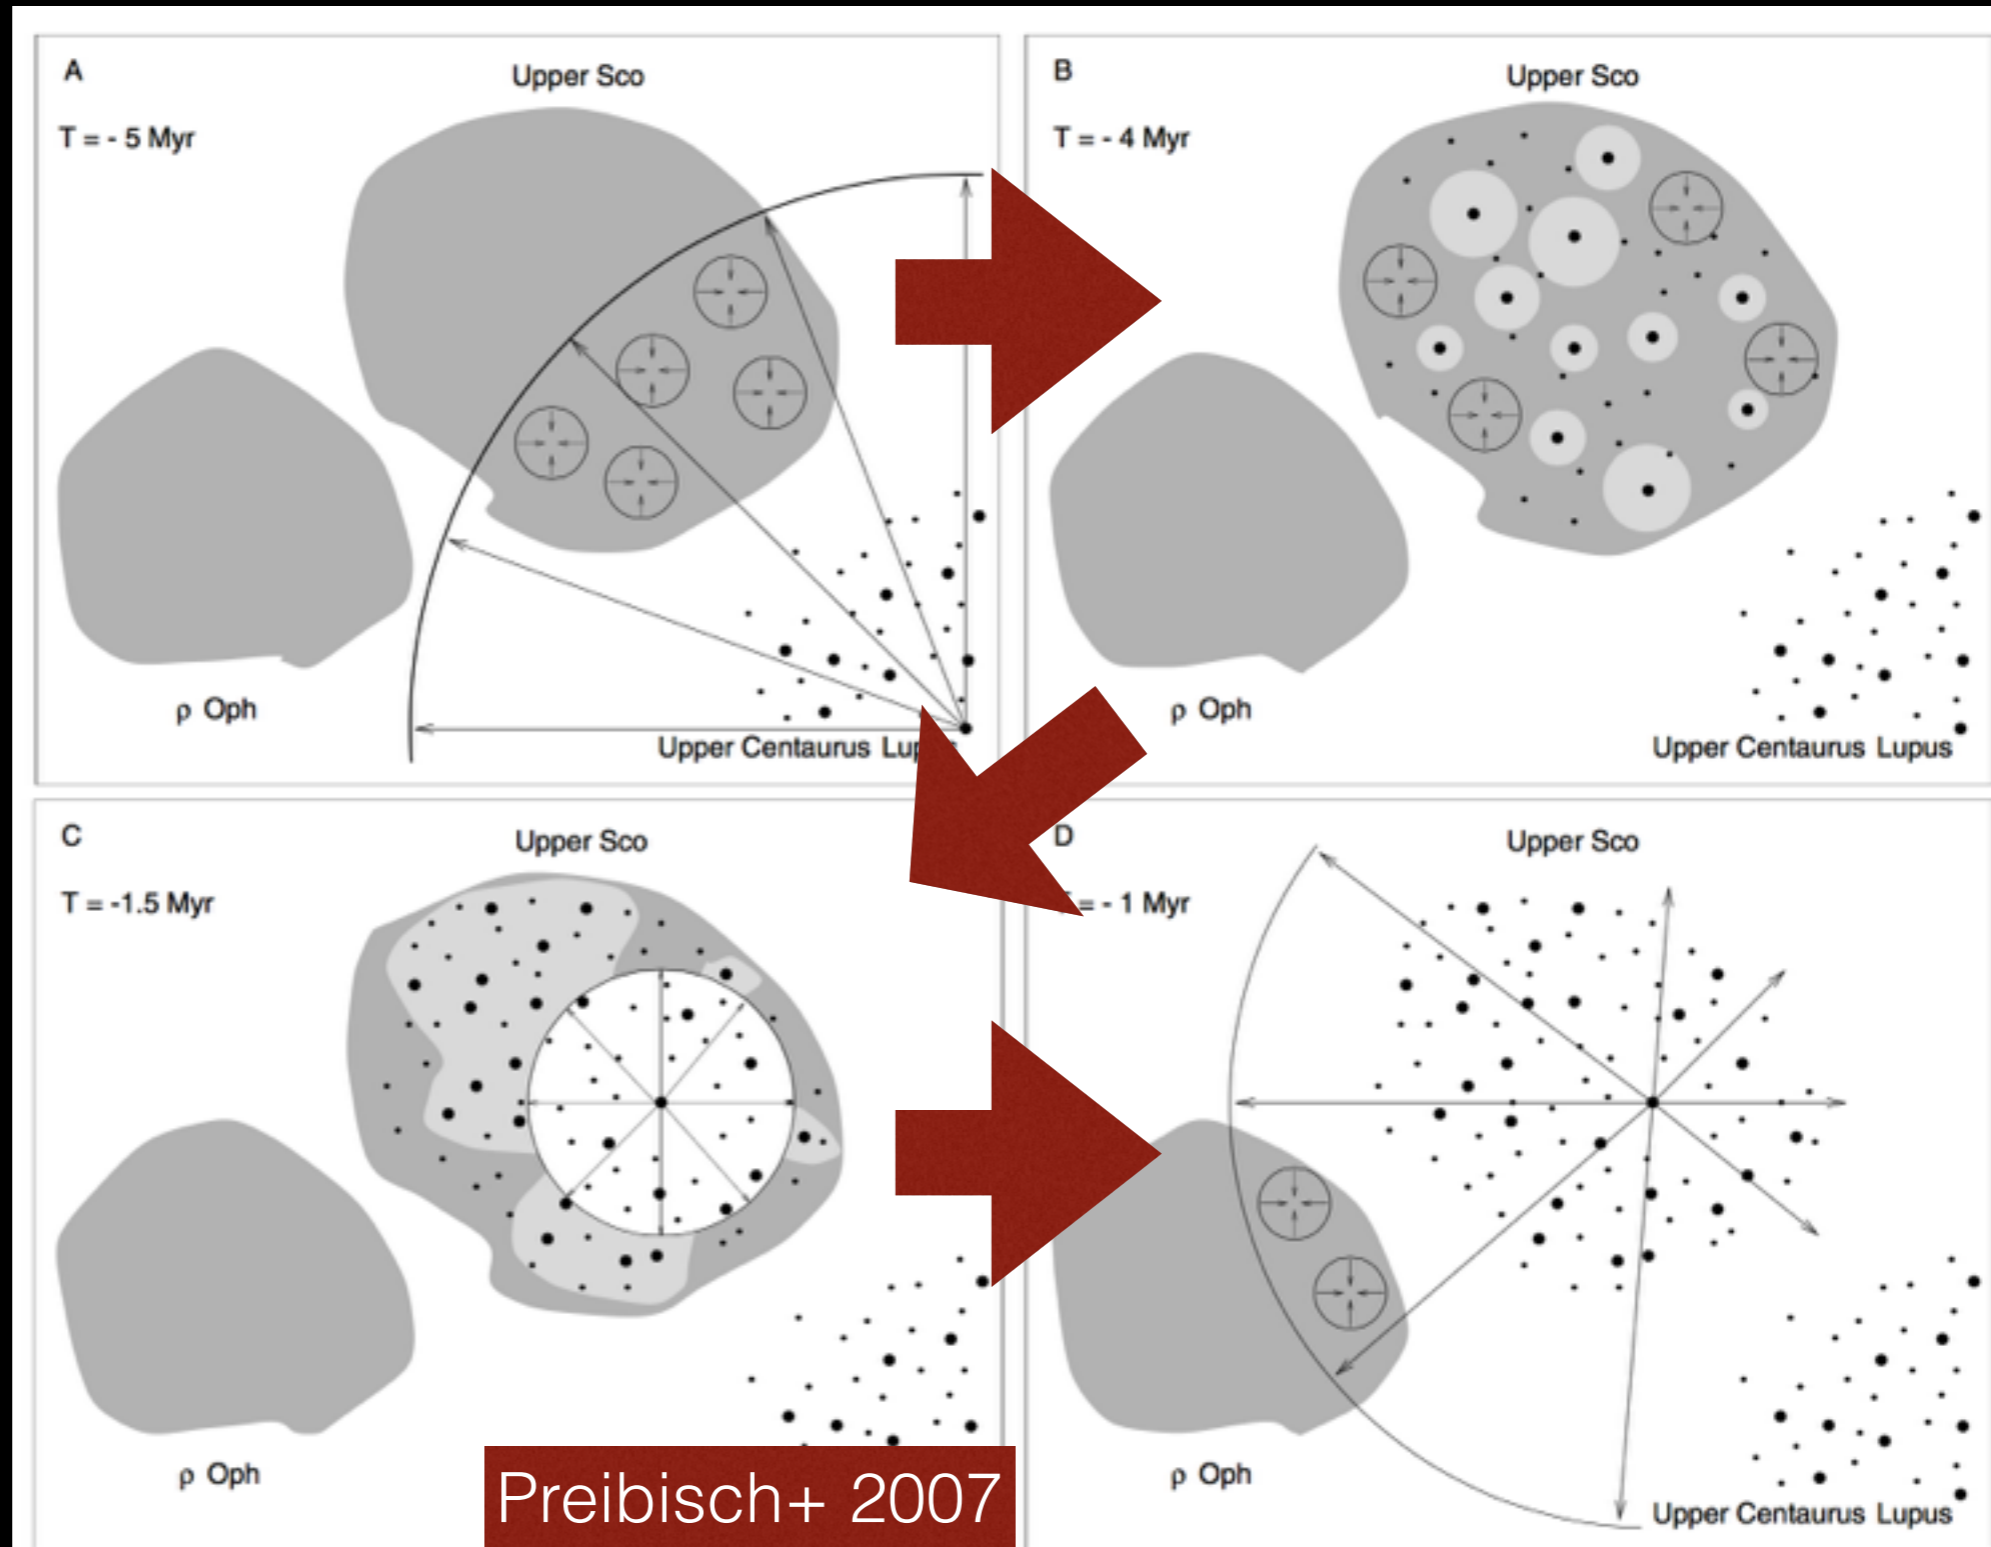 A
Upper Sco
T = - 5 Myr
ρ Oph
Upper Centaurus
B
Upper Sco
T = - 4 Myr
ρ Oph
Upper Centaurus Lupus
C
Upper Sco
T = -1.5 Myr
ρ Oph
Preibisch+ 2007
D
Upper Sco
= - 1 Myr
ρ Oph
Upper Centaurus Lupus